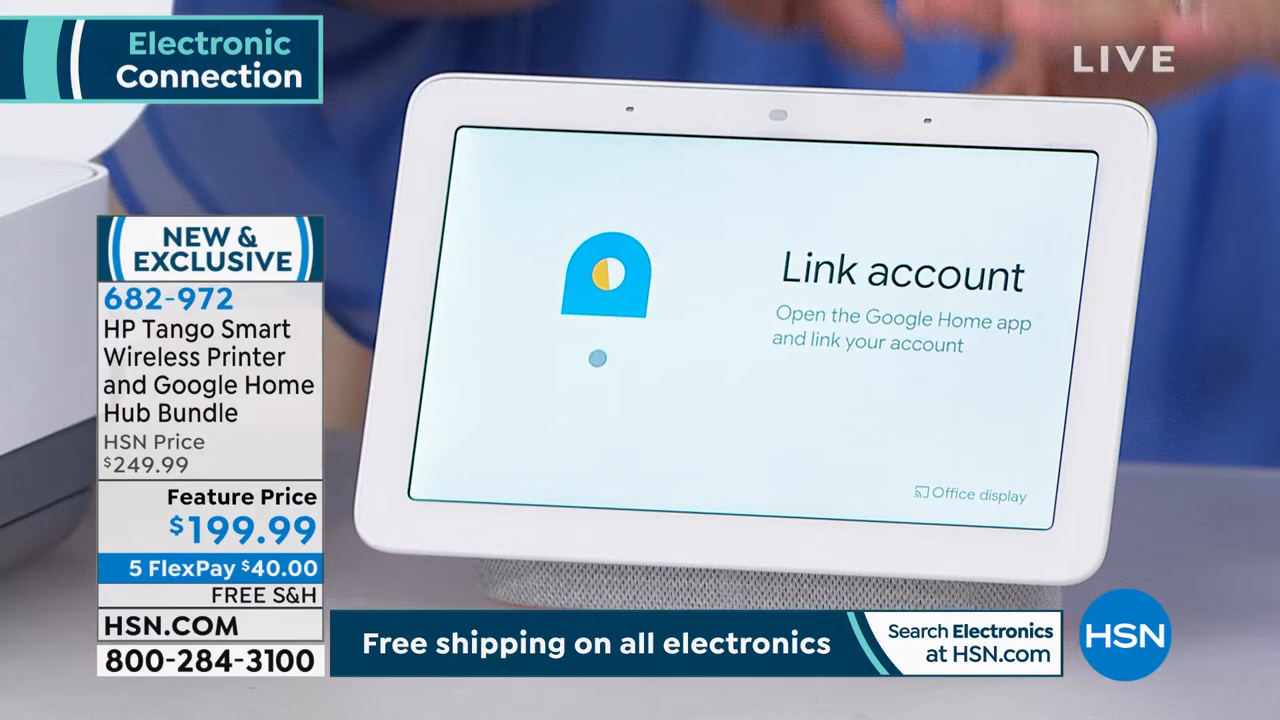 Electronic
Connection
LIVE
NEW &
EXCLUSIVE
682-972
HP Tango Smart
Wireless Printer
and Google Home
Hub Bundle
HSN Price
$249.99
Feature Price
$199.99
5 FlexPay $40.00
FREE S&H
HSN.COM
800-284-3100
Link account
Open the Google Home app
and link your account
Office display
Free shipping on all electronics
Search Electronics
at HSN.com
HSN